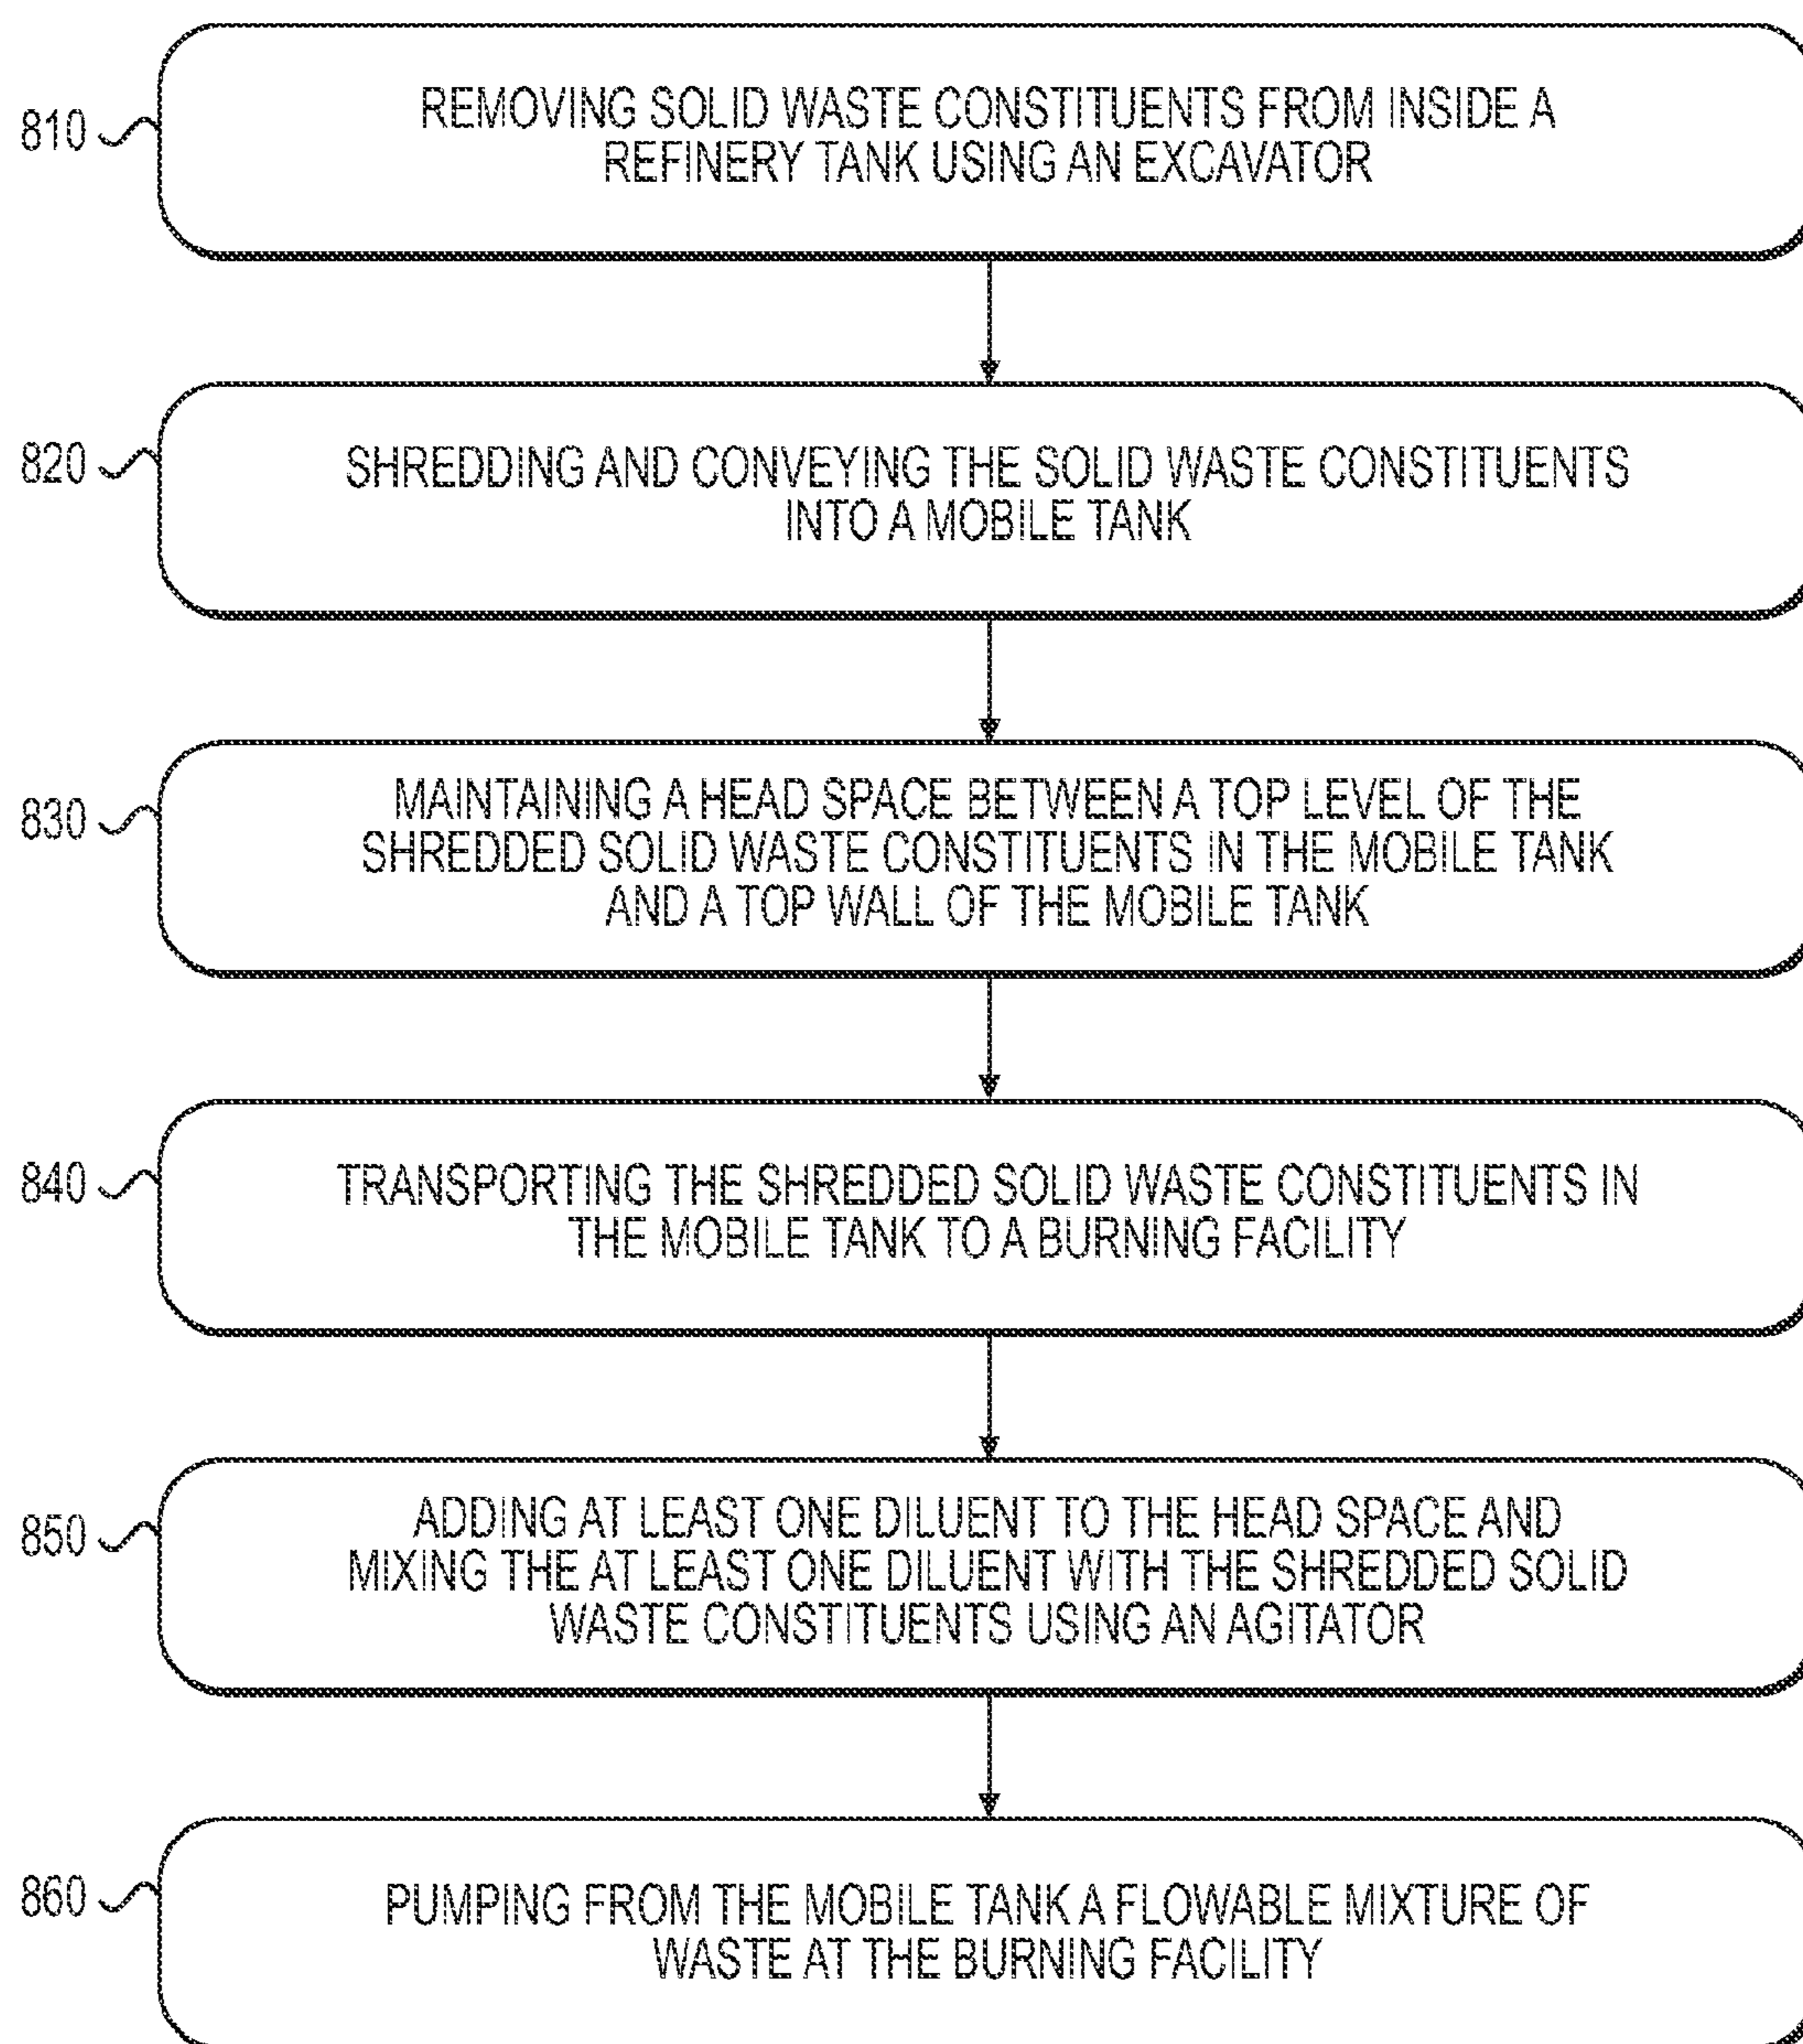 810
REMOVING SOLID WASTE CONSTITUENTS FROM INSIDE A
REFINERY TANK USING AN EXCAVATOR
820
SHREDDING AND CONVEYING THE SOLID WASTE CONSTITUENTS
INTO A MOBILE TANK
830
MAINTAINING A HEAD SPACE BETWEEN A TOP LEVEL OF THE
SHREDDED SOLID WASTE CONSTITUENTS IN THE MOBILE TANK
AND A TOP WALL OF THE MOBILE TANK
840
TRANSPORTING THE SHREDDED SOLID WASTE CONSTITUENTS IN
THE MOBILE TANK TO A BURNING FACILITY
850
ADDING AT LEAST ONE DILUENT TO THE HEAD SPACE AND
MIXING THE AT LEAST ONE DILUENT WITH THE SHREDDED SOLID
WASTE CONSTITUENTS USING AN AGITATOR
860
PUMPING FROM THE MOBILE TANK A FLOWABLE MIXTURE OF
WASTE AT THE BURNING FACILITY